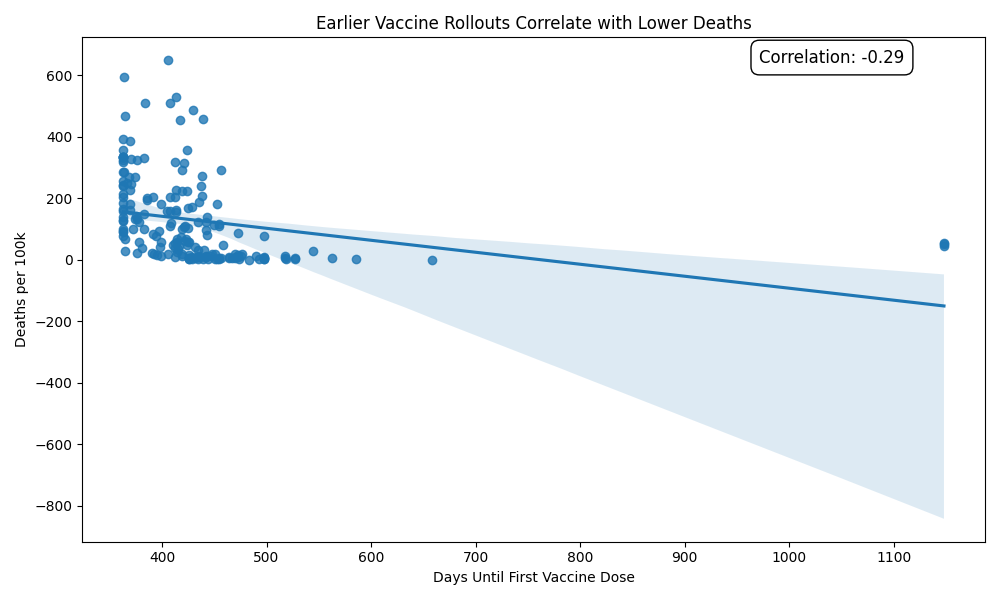 Earlier Vaccine Rollouts Correlate with Lower Deaths
Correlation: -0.29
600
400
200
0
−200
−400
−600
−800
Deaths per 100k
400 500 600 700 800 900 1000 1100
Days Until First Vaccine Dose